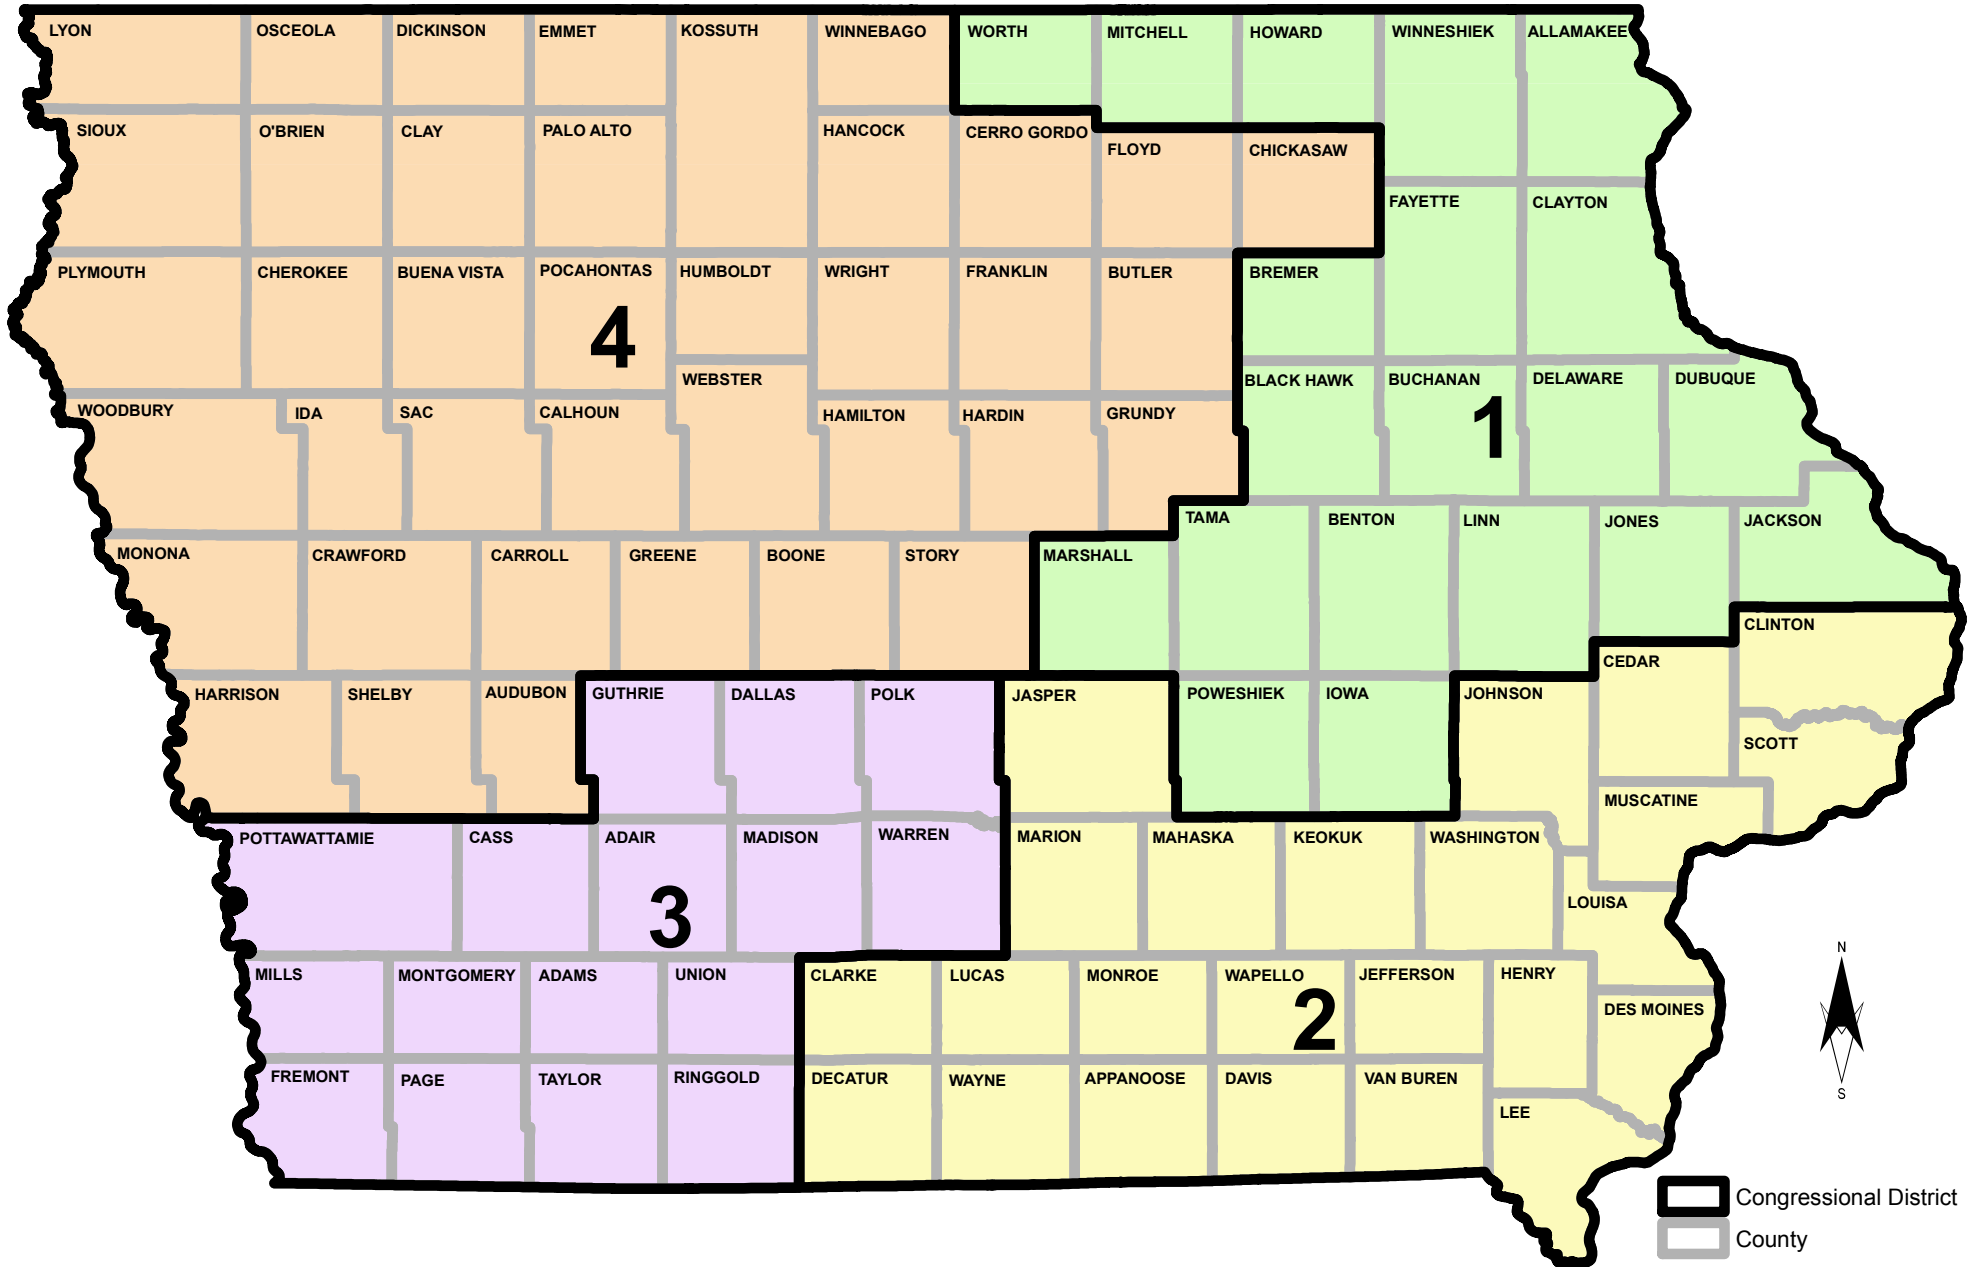 LYON OSCEOLA DICKINSON EMMET KOSSUTH WINNEBAGO WORTH MITCHELL HOWARD WINNESHIEK ALLAMAKEE
SIOUX O'BRIEN CLAY PALO ALTO HANCOCK CERRO GORDO FLOYD CHICKASAW
FAYETTE CLAYTON
PLYMOUTH CHEROKEE BUENA VISTA POCAHONTAS HUMBOLDT WRIGHT FRANKLIN BUTLER BREMER
4
WEBSTER BLACK HAWK BUCHANAN DELAWARE DUBUQUE
WOODBURY IDA SAC CALHOUN HAMILTON HARDIN GRUNDY
1
TAMA BENTON LINN JONES JACKSON
MONONA CRAWFORD CARROLL GREENE BOONE STORY MARSHALL
CLINTON
CEDAR
HARRISON SHELBY AUDUBON GUTHRIE DALLAS POLK JASPER POWESHIEK IOWA JOHNSON
SCOTT
MUSCATINE
POTTAWATTAMIE CASS ADAIR MADISON WARREN MARION MAHASKA KEOKUK WASHINGTON
LOUISA
3
N
MILLS MONTGOMERY ADAMS UNION CLARKE LUCAS MONROE WAPELLO JEFFERSON HENRY
DES MOINES
2
FREMONT PAGE TAYLOR RINGGOLD DECATUR WAYNE APPANOOSE DAVIS VAN BUREN
S
LEE
Congressional District
County